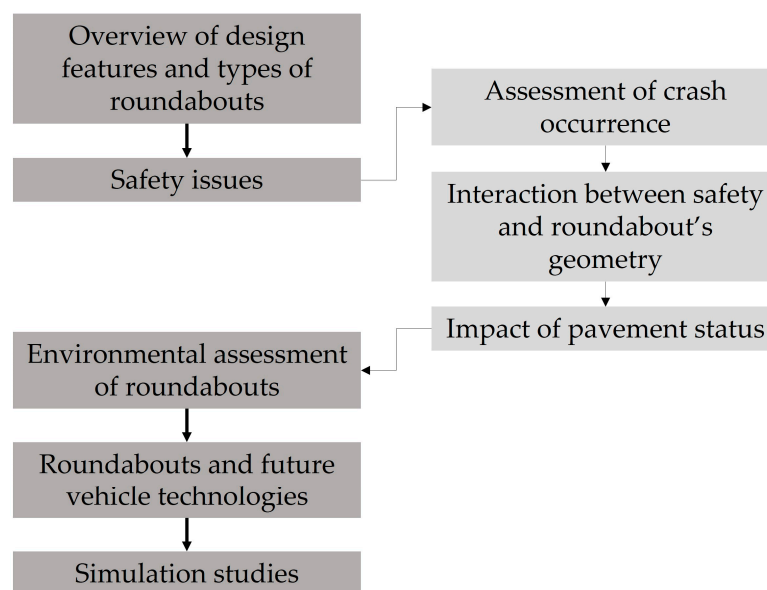 Overview of design
features and types of
roundabouts
Safety issues
Assessment of crash
occurrence
Interaction between safety
and roundabout's
geometry
Impact of pavement status
Environmental assessment
of roundabouts
Roundabouts and future
vehicle technologies
Simulation studies